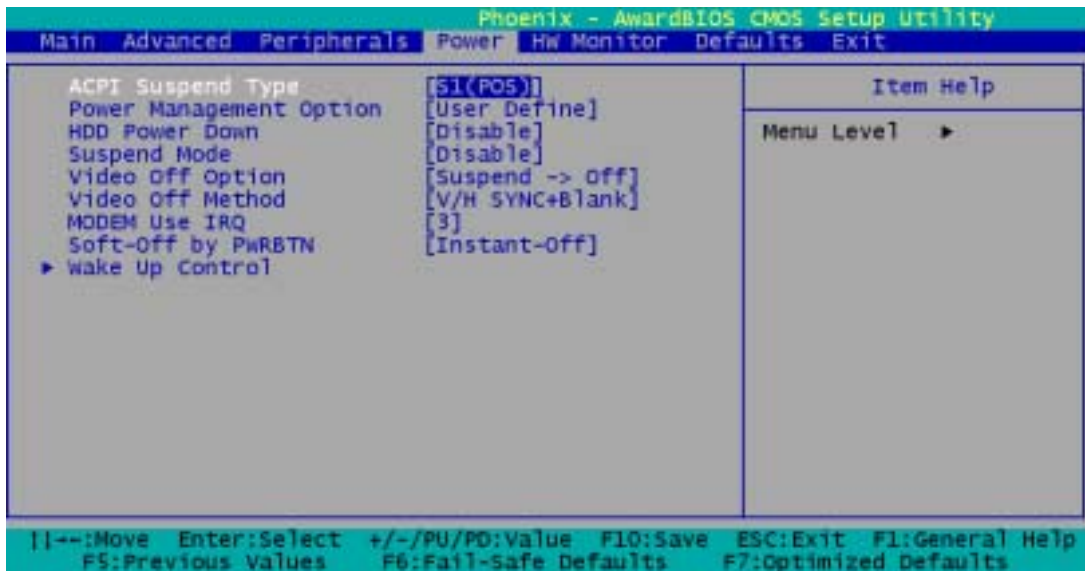 Phoenix - AwardBIOS CMOS Setup Utility
Main Advanced Peripherals Power HW Monitor Defaults Exit
ACPI Suspend Type [S1(POS)]
Power Management Option [User Define]
HDD Power Down [Disable]
Suspend Mode [Disable]
Video Off Option [Suspend -> Off]
Video Off Method [V/H SYNC+Blank]
MODEM Use IRQ [3]
Soft-Off by PWRBTN [Instant-Off]
▶ Wake Up Control
Item Help
Menu Level ▶
:Move Enter:Select +/-/PU/PD:Value F10:Save ESC:Exit F1:General Help
F5:Previous Values F6:Fail-Safe Defaults F7:Optimized Defaults